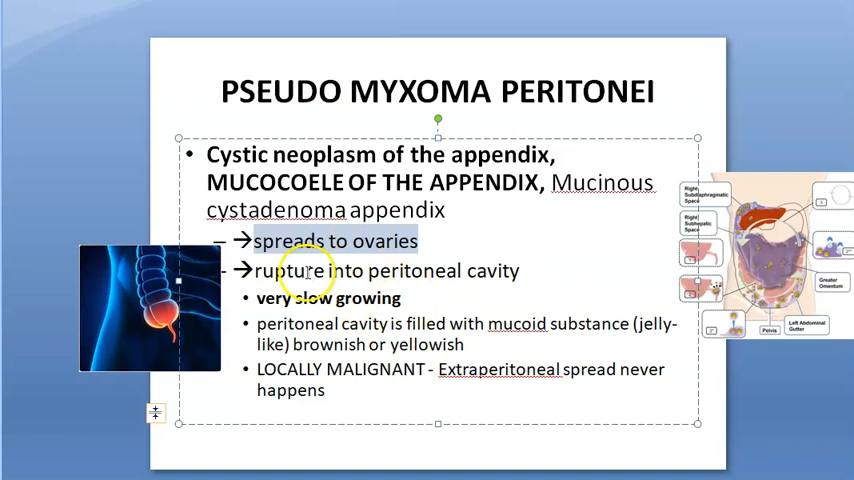 PSEUDO MYXOMA PERITONEI
• Cystic neoplasm of the appendix,
MUCOCOELE OF THE APPENDIX, Mucinous
cystadenoma appendix
– →spreads to ovaries
- →rupture into peritoneal cavity
• very slow growing
• peritoneal cavity is filled with mucoid substance (jelly-
like) brownish or yellowish
• LOCALLY MALIGNANT - Extraperitoneal spread never
happens
Right
Subdiaphragmatic
Space
Right
Subhepatic
Space
Greater
Omentum
Left Abdominal
Gutter
Pelvis